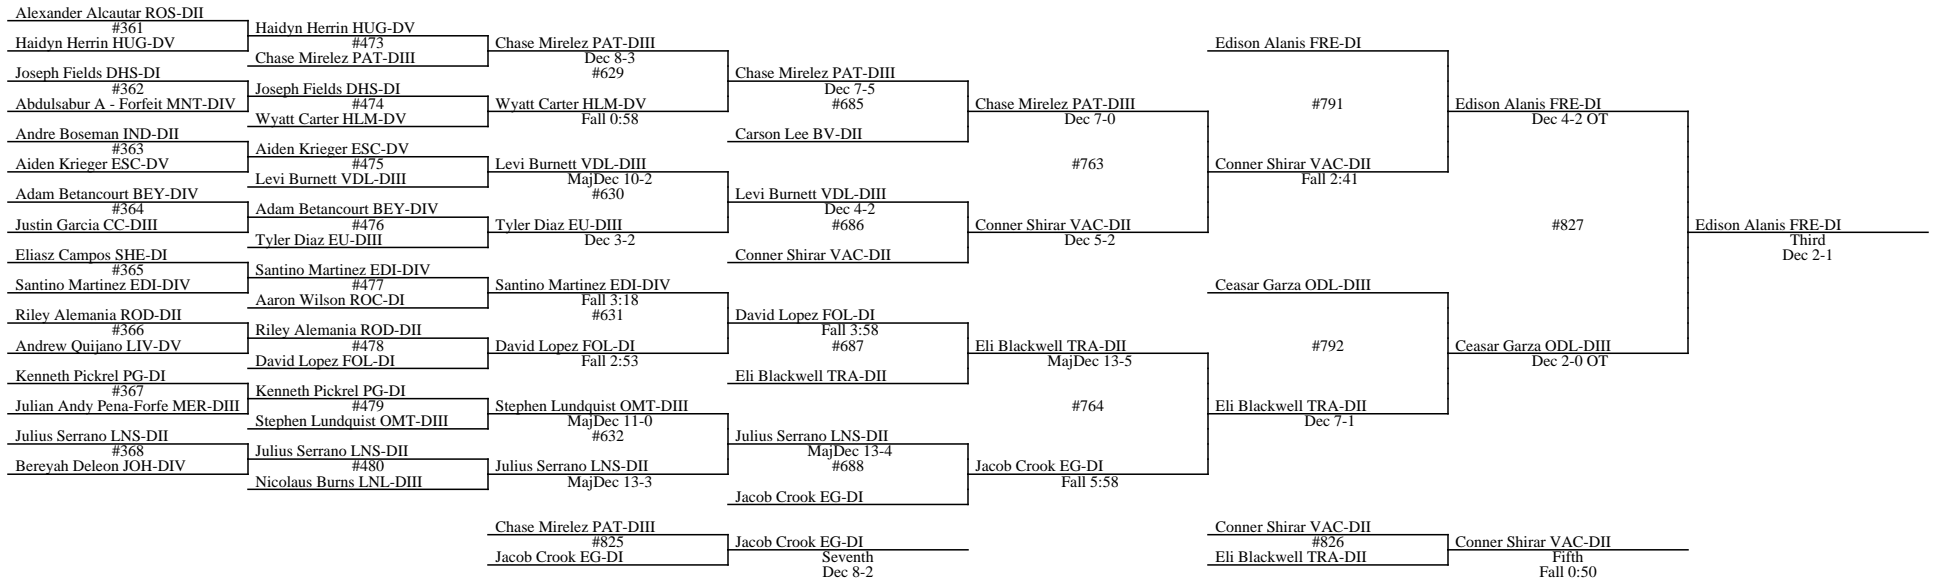 Alexander Alcautar ROS-DII
#361
Haidyn Herrin HUG-DV
Joseph Fields DHS-DI
#362
Abdulsabur A - Forfeit MNT-DIV
Andre Boseman IND-DII
#363
Aiden Krieger ESC-DV
Adam Betancourt BEY-DIV
#364
Justin Garcia CC-DIII
Eliasz Campos SHE-DI
#365
Santino Martinez EDI-DIV
Riley Alemania ROD-DII
#366
Andrew Quijano LIV-DV
Kenneth Pickrel PG-DI
#367
Julian Andy Pena-Forfe MER-DIII
Julius Serrano LNS-DII
#368
Bereyah Deleon JOH-DIV
Haidyn Herrin HUG-DV
#473
Chase Mirelez PAT-DIII
Joseph Fields DHS-DI
#474
Wyatt Carter HLM-DV
Aiden Krieger ESC-DV
#475
Levi Burnett VDL-DIII
Adam Betancourt BEY-DIV
#476
Tyler Diaz EU-DIII
Santino Martinez EDI-DIV
#477
Aaron Wilson ROC-DI
Riley Alemania ROD-DII
#478
David Lopez FOL-DI
Kenneth Pickrel PG-DI
#479
Stephen Lundquist OMT-DIII
Julius Serrano LNS-DII
#480
Nicolaus Burns LNL-DIII
Chase Mirelez PAT-DIII
Dec 8-3
#629
Wyatt Carter HLM-DV
Fall 0:58
Levi Burnett VDL-DIII
MajDec 10-2
#630
Tyler Diaz EU-DIII
Dec 3-2
Santino Martinez EDI-DIV
Fall 3:18
#631
David Lopez FOL-DI
Fall 2:53
Stephen Lundquist OMT-DIII
MajDec 11-0
#632
Julius Serrano LNS-DII
MajDec 13-3
Chase Mirelez PAT-DIII
Dec 7-5
#685
Carson Lee BV-DII
Levi Burnett VDL-DIII
Dec 4-2
#686
Conner Shirar VAC-DII
David Lopez FOL-DI
Fall 3:58
#687
Eli Blackwell TRA-DII
Julius Serrano LNS-DII
MajDec 13-4
#688
Jacob Crook EG-DI
Chase Mirelez PAT-DIII
Dec 7-0
#763
Conner Shirar VAC-DII
Dec 5-2
Eli Blackwell TRA-DII
MajDec 13-5
#764
Jacob Crook EG-DI
Fall 5:58
Edison Alanis FRE-DI
#791
Conner Shirar VAC-DII
Fall 2:41
Ceasar Garza ODL-DIII
#792
Eli Blackwell TRA-DII
Dec 7-1
Edison Alanis FRE-DI
Dec 4-2 OT
#827
Ceasar Garza ODL-DIII
Dec 2-0 OT
Edison Alanis FRE-DI
Third
Dec 2-1
Chase Mirelez PAT-DIII
#825
Jacob Crook EG-DI
Jacob Crook EG-DI
Seventh
Dec 8-2
Conner Shirar VAC-DII
#826
Eli Blackwell TRA-DII
Conner Shirar VAC-DII
Fifth
Fall 0:50